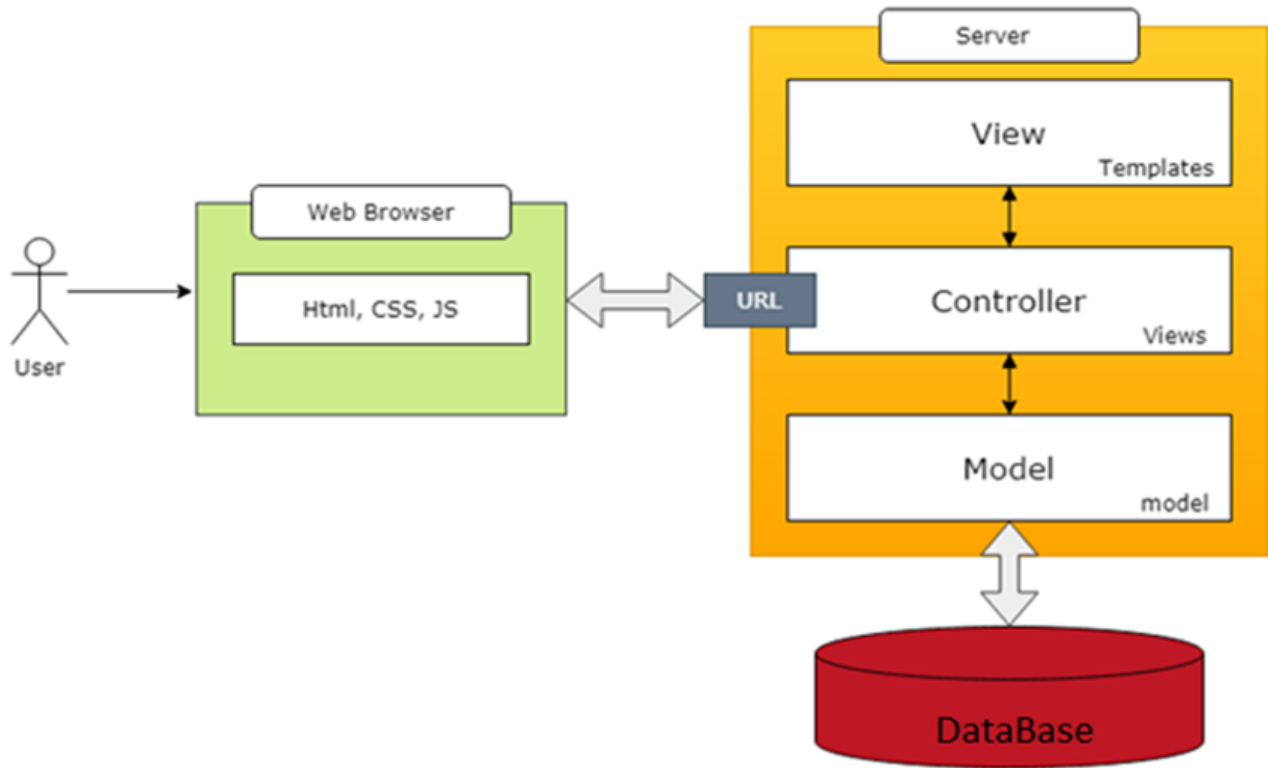 Server
View
Templates
Web Browser
Html, CSS, JS
User
URL
Controller
Views
Model
model
DataBase